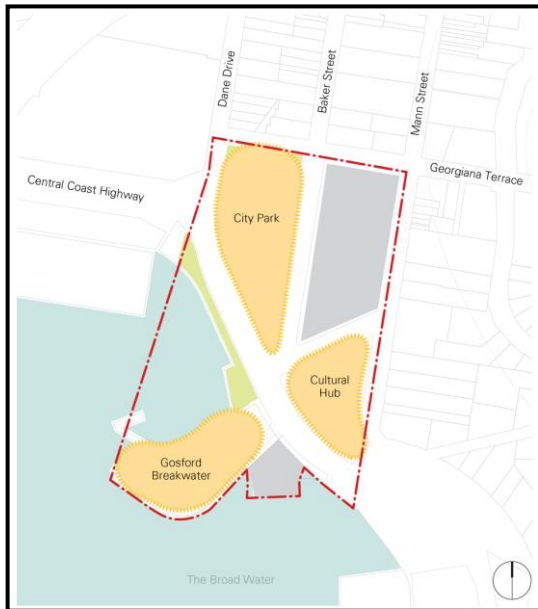 Dane Drive
Baker Street
Mann Street
Georgiana Terrace
Central Coast Highway
City Park
Cultural
Hub
Gosford
Breakwater
The Broad Water